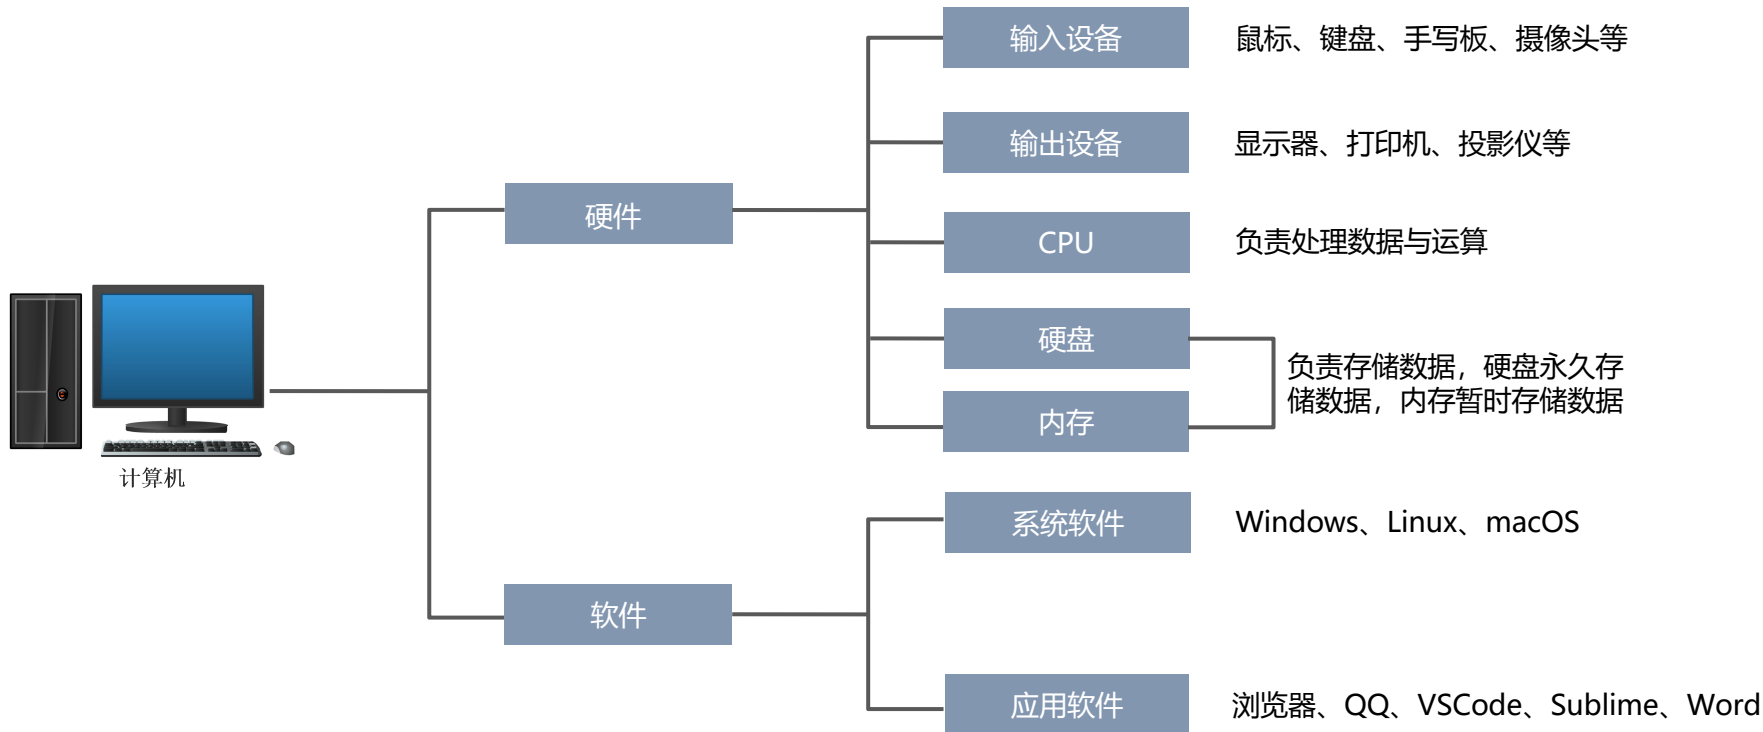 输入设备
鼠标、键盘、手写板、摄像头等
输出设备
显示器、打印机、投影仪等
硬件
CPU
负责处理数据与运算
硬盘
负责存储数据，硬盘永久存
储数据，内存暂时存储数据
内存
计算机
系统软件
Windows、Linux、macOS
软件
应用软件
浏览器、QQ、VSCode、Sublime、Word